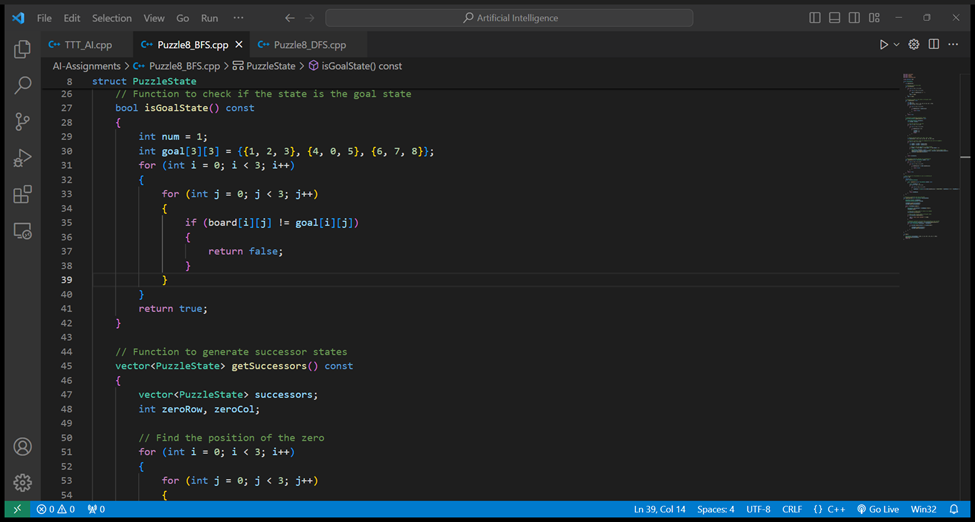 File Edit Selection View Go Run ··· Artificial Intelligence
TTT_AI.cpp Puzzle8_BFS.cpp Puzzle8_DFS.cpp
AI-Assignments > Puzzle8_BFS.cpp > PuzzleState > isGoalState() const
8 struct PuzzleState
26 // Function to check if the state is the goal state
27 bool isGoalState() const
28 {
29 int num = 1;
30 int goal[3][3] = {{1, 2, 3}, {4, 0, 5}, {6, 7, 8}};
31 for (int i = 0; i < 3; i++)
32 {
33 for (int j = 0; j < 3; j++)
34 {
35 if (board[i][j] != goal[i][j])
36 {
37 return false;
38 }
39 }
40 }
41 return true;
42 }
43
44 // Function to generate successor states
45 vector<PuzzleState> getSuccessors() const
46 {
47 vector<PuzzleState> successors;
48 int zeroRow, zeroCol;
49
50 // Find the position of the zero
51 for (int i = 0; i < 3; i++)
52 {
53 for (int j = 0; j < 3; j++)
54 {
0 0 0 Ln 39, Col 14 Spaces: 4 UTF-8 CRLF {} C++ Go Live Win32